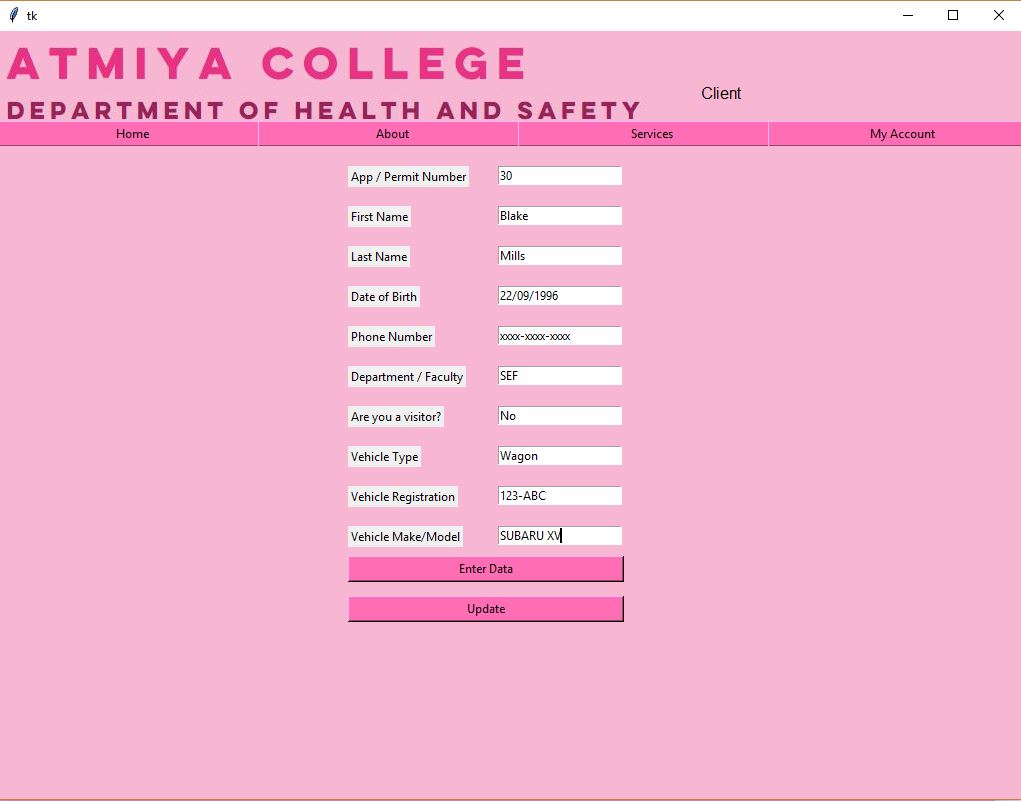 tk
ATMIYA COLLEGE
DEPARTMENT OF HEALTH AND SAFETY
Client
Home About Services My Account
App / Permit Number 30
First Name Blake
Last Name Mills
Date of Birth 22/09/1996
Phone Number xxxx-xxxx-xxxx
Department / Faculty SEF
Are you a visitor? No
Vehicle Type Wagon
Vehicle Registration 123-ABC
Vehicle Make/Model SUBARU XV
Enter Data
Update